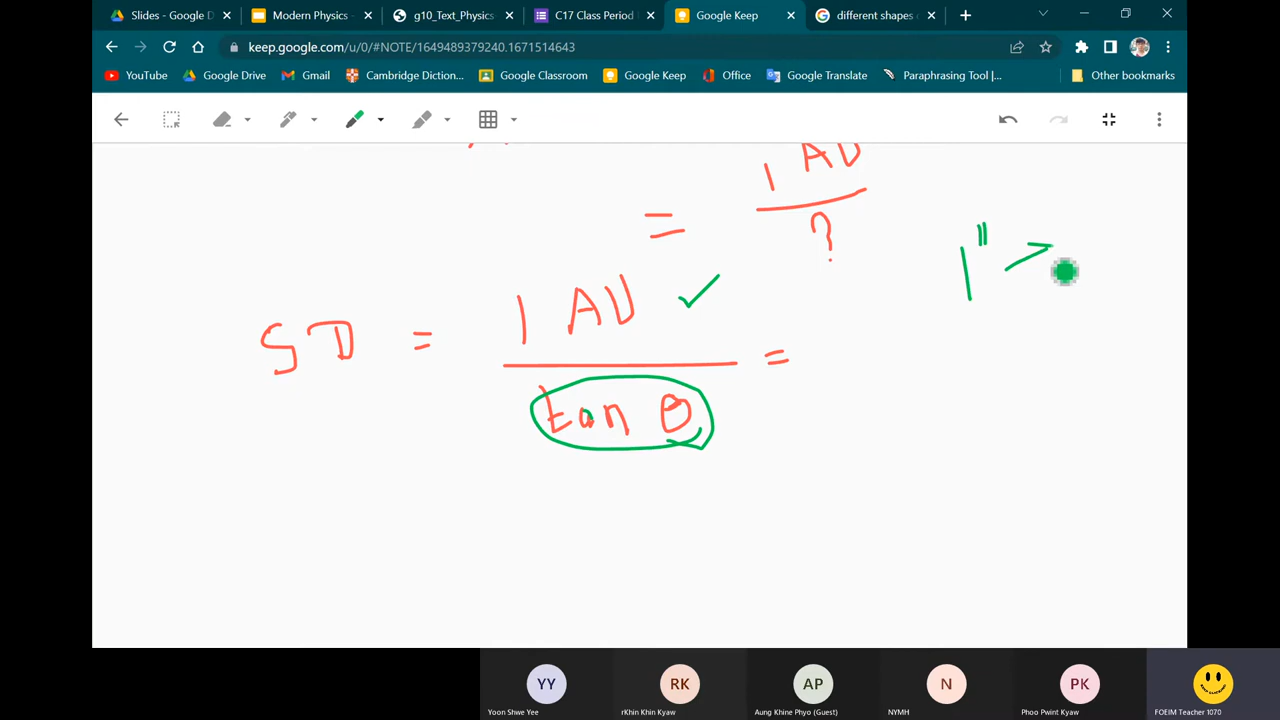 Slides - Google D
Modern Physics -
g10_Text_Physics
C17 Class Period
Google Keep
different shapes
keep.google.com/u/0/#NOTE/1649489379240.1671514643
YouTube
Google Drive
Gmail
Cambridge Diction...
Google Classroom
Google Keep
Office
Google Translate
Paraphrasing Tool |...
Other bookmarks
1 AU
= ?
1" >
1 AU ✓
SD = =
tan θ
YY
RK
AP
N
PK
Yoon Shwe Yee
rKhin Khin Kyaw
Aung Khine Phyo (Guest)
NYMH
Phoo Pwint Kyaw
FOEIM Teacher 1070